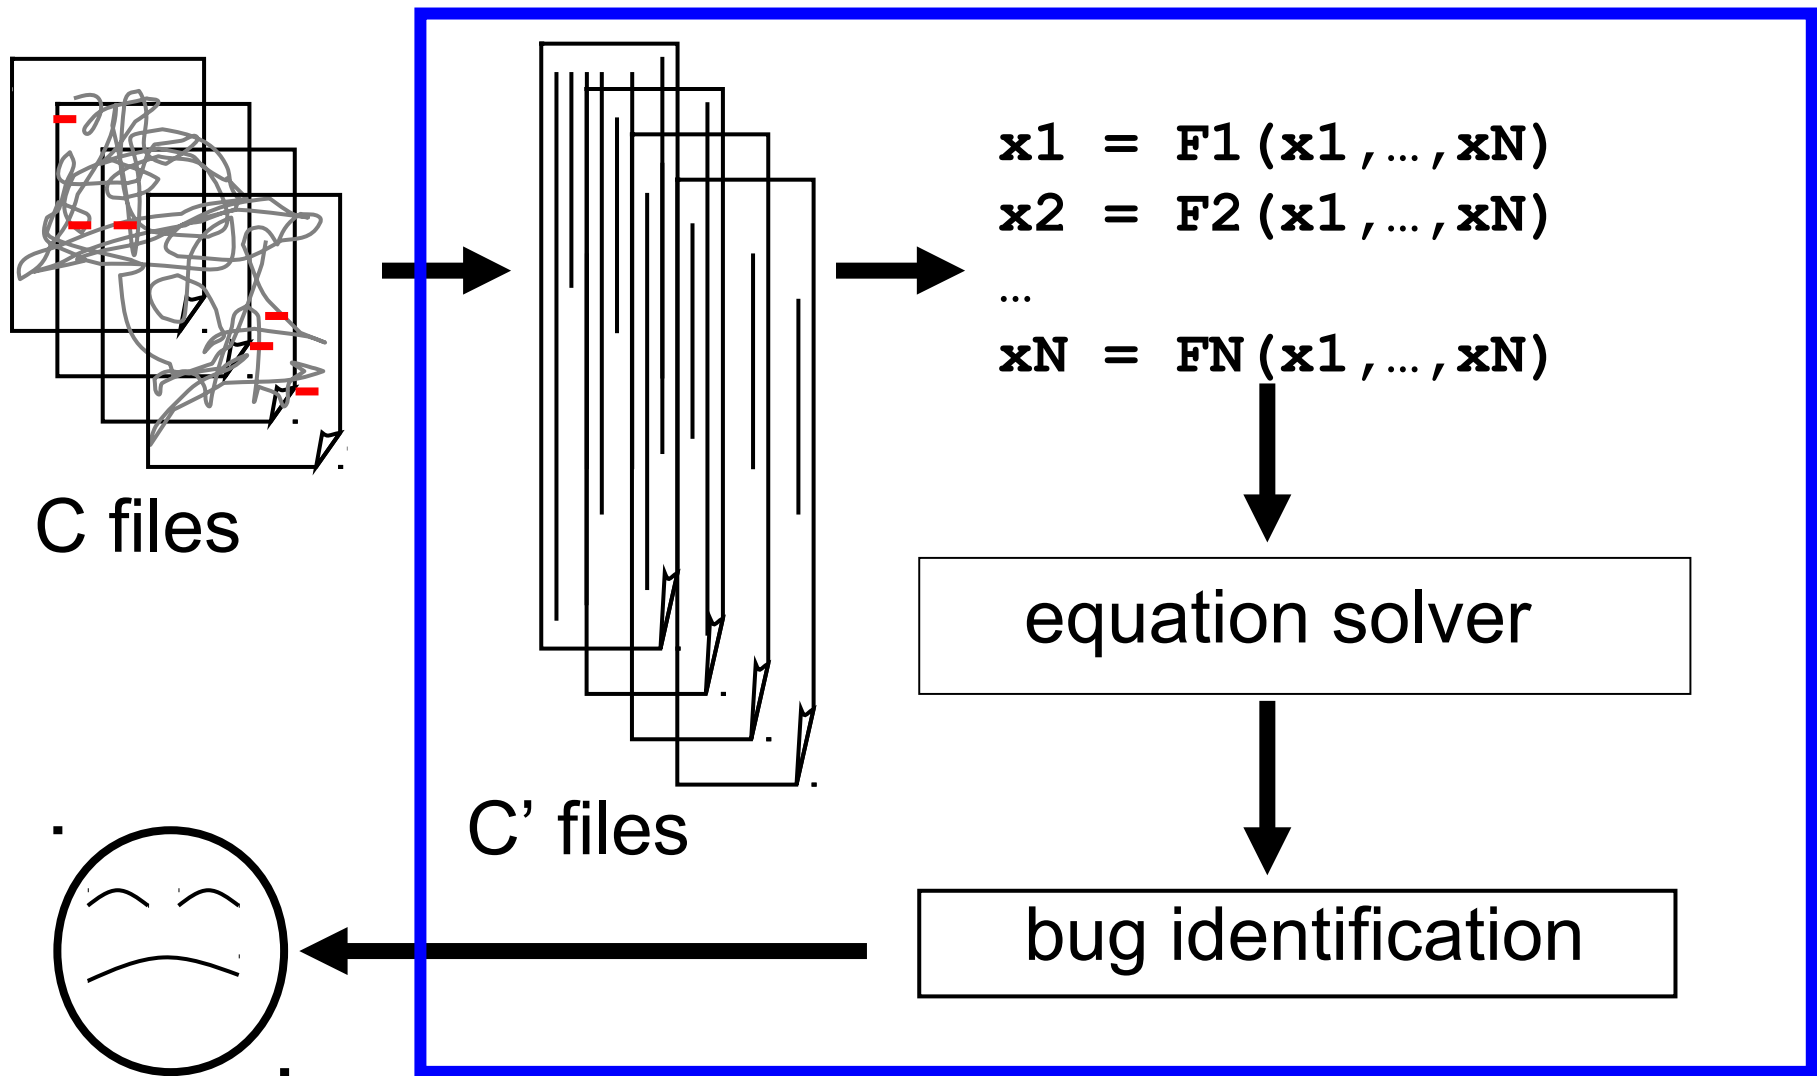 x1 = F1(x1,…,xN)
x2 = F2(x1,…,xN)
…
xN = FN(x1,…,xN)
C files
equation solver
C’ files
bug identification